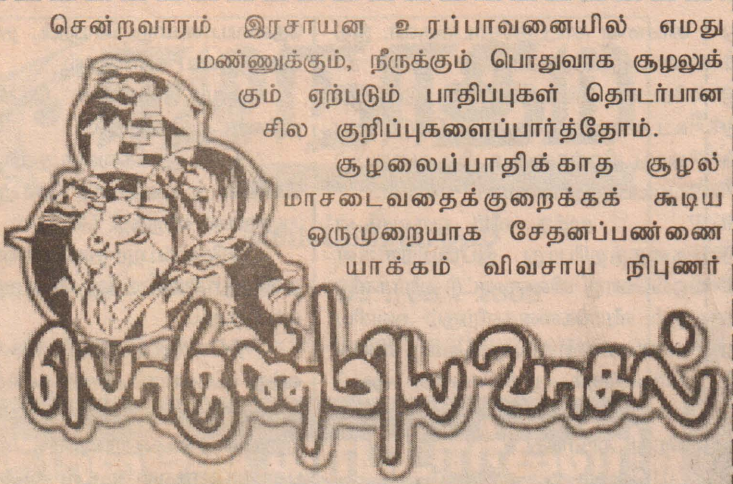 சென்றவாரம் இரசாயன உரப்பாவனையில் எமது
மண்ணுக்கும், நீருக்கும் பொதுவாக சூழலுக்
கும் ஏற்படும் பாதிப்புகள் தொடர்பான
சில குறிப்புகளைப்பார்த்தோம்.
சூழலைப்பாதிக்காத சூழல்
மாசடைவதைக்குறைக்கக் கூடிய
ஒருமுறையாக சேதனப்பண்ணை
யாக்கம் விவசாய நிபுணர்
பொருண்மிய வாசல்